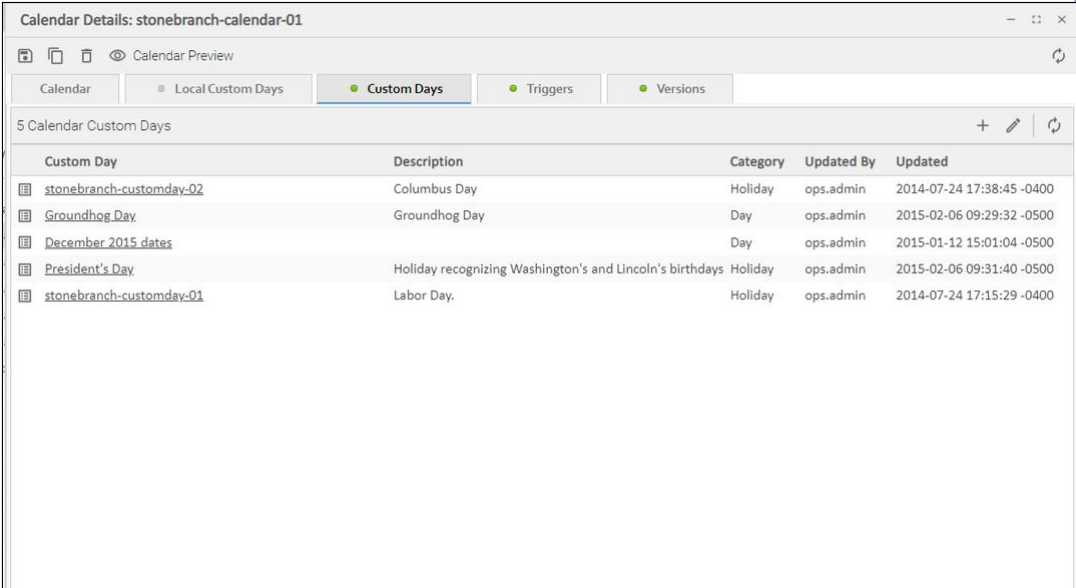 Calendar Details: stonebranch-calendar-01
Calendar Preview
Calendar Local Custom Days Custom Days Triggers Versions
5 Calendar Custom Days
Custom Day Description Category Updated By Updated
stonebranch-customday-02 Columbus Day Holiday ops.admin 2014-07-24 17:38:45 -0400
Groundhog Day Groundhog Day Day ops.admin 2015-02-06 09:29:32 -0500
December 2015 dates Day ops.admin 2015-01-12 15:01:04 -0500
President's Day Holiday recognizing Washington's and Lincoln's birthdays Holiday ops.admin 2015-02-06 09:31:40 -0500
stonebranch-customday-01 Labor Day. Holiday ops.admin 2014-07-24 17:15:29 -0400